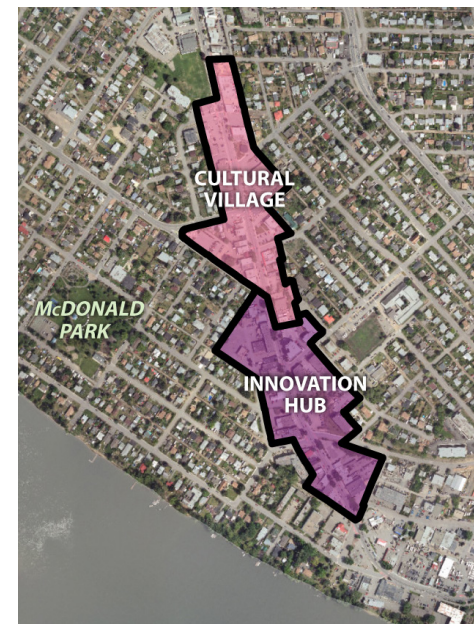 CULTURAL
VILLAGE
McDONALD
PARK
INNOVATION
HUB